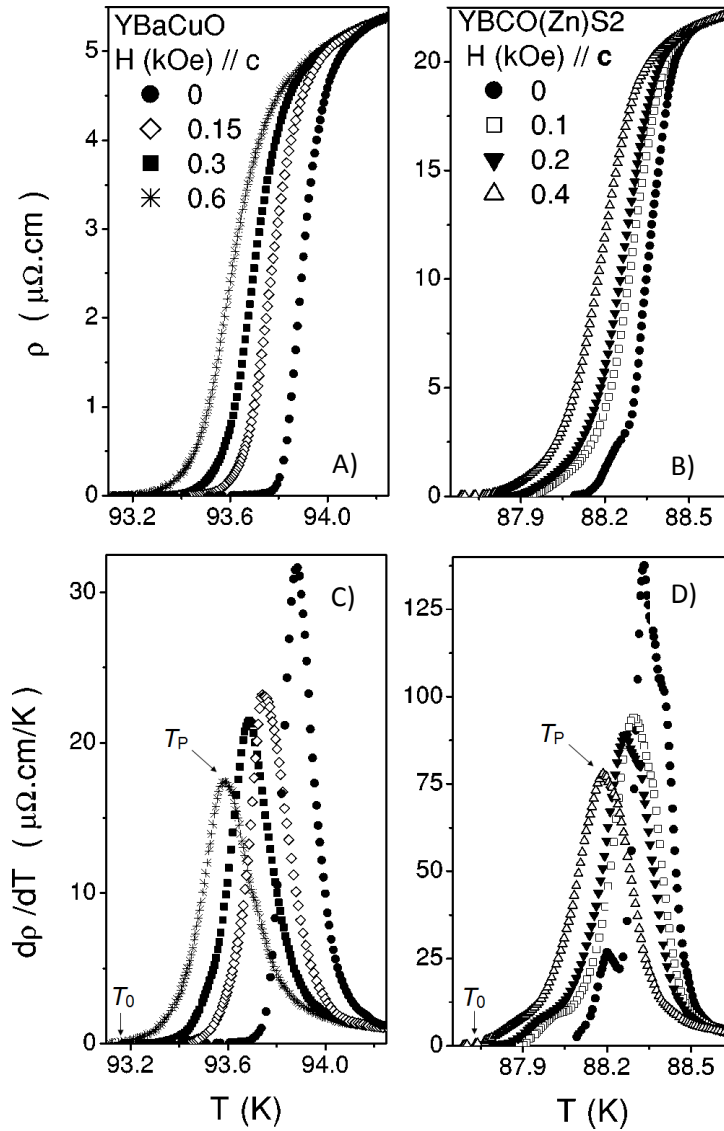 YBaCuO
H (kOe) // c
0
0.15
0.3
0.6
A)
5
4
3
2
1
0
ρ ( μΩ.cm)
93.2 93.6 94.0
YBCO(Zn)S2
H (kOe) // c
0
0.1
0.2
0.4
B)
20
15
10
5
0
87.9 88.2 88.5
C)
T_P
T_0
30
20
10
0
dρ/dT ( μΩ.cm/K)
93.2 93.6 94.0
T (K)
D)
T_P
T_0
125
100
75
50
25
0
87.9 88.2 88.5
T (K)